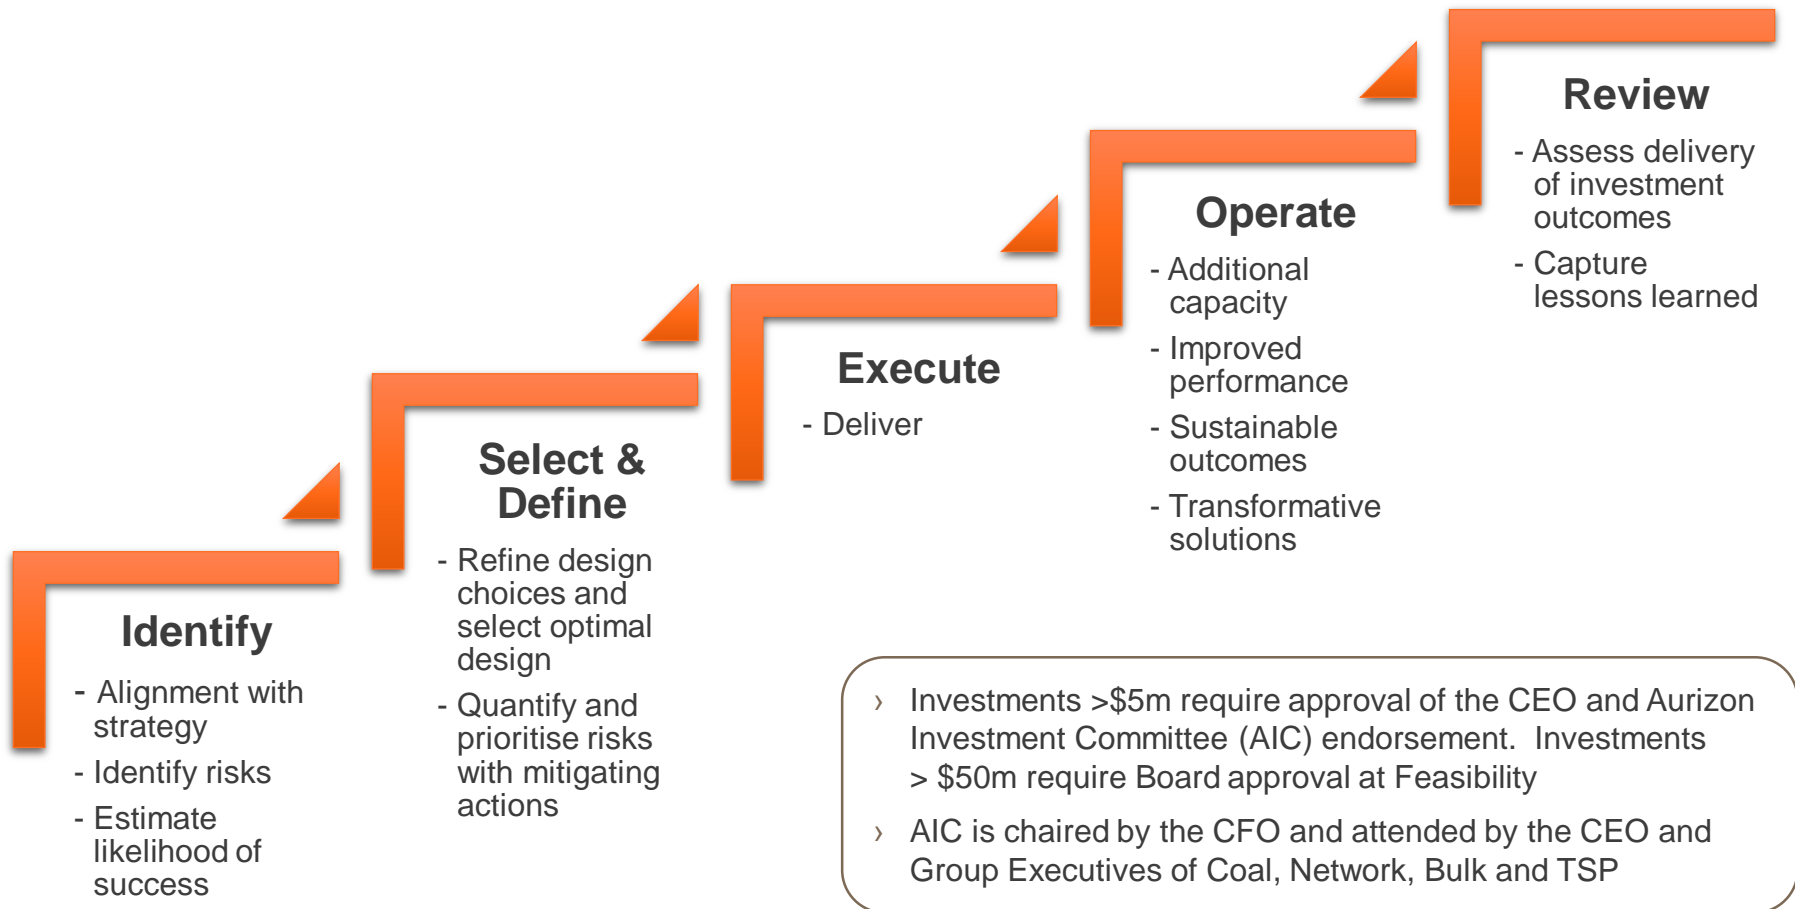 Identify
- Alignment with
strategy
- Identify risks
- Estimate
likelihood of
success
Select &
Define
- Refine design
choices and
select optimal
design
- Quantify and
prioritise risks
with mitigating
actions
Execute
- Deliver
Operate
- Additional
capacity
- Improved
performance
- Sustainable
outcomes
- Transformative
solutions
Review
- Assess delivery
of investment
outcomes
- Capture
lessons learned
› Investments >$5m require approval of the CEO and Aurizon
Investment Committee (AIC) endorsement. Investments
> $50m require Board approval at Feasibility
› AIC is chaired by the CFO and attended by the CEO and
Group Executives of Coal, Network, Bulk and TSP